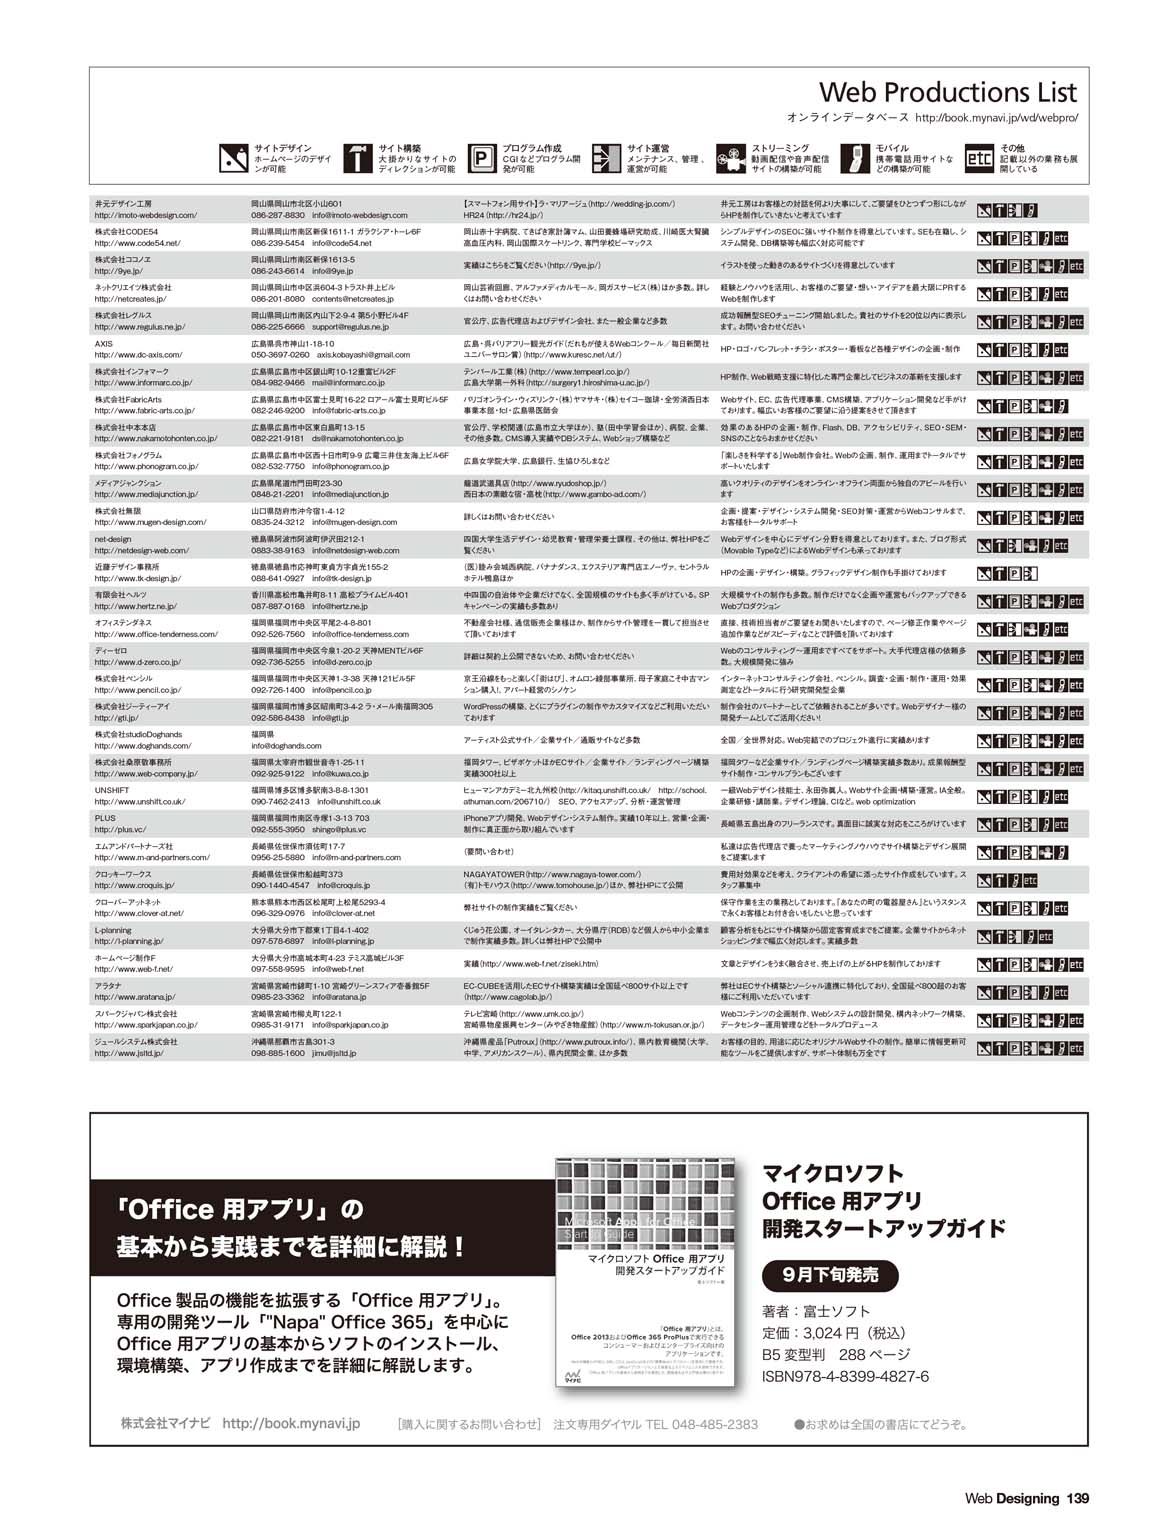 Web Productions List
オンラインデータベース http://book.mynavi.jp/wd/webpro/
サイトデザイン
ホームページのデザイ
ンが可能
サイト構築
大掛かりなサイトの
ディレクションが可能
プログラム作成
CGIなどプログラム開
発が可能
サイト運営
メンテナンス、管理、
運営が可能
ストリーミング
動画配信や音声配信
サイトの構築が可能
モバイル
携帯電話用サイトな
どの構築が可能
etc
その他
記載以外の業務も展
開している
井元デザイン工房
http://imoto-webdesign.com/
岡山県岡山市北区小山601
086-287-8830 info@imoto-webdesign.com
【スマートフォン用サイト】ラ・マリアージュ(http://wedding-jp.com/)
HR24(http://hr24.jp/)
井元工房はお客様との対話を何より大事にして、ご要望をひとつずつ形にしなが
らHPを制作していきたいと考えています
株式会社CODE54
http://www.code54.net/
岡山県岡山市南区新保1611-1 ガラクシア・トーレ6F
086-239-5454 info@code54.net
岡山赤十字病院、てきぱき家計簿マム、山田養蜂場研究助成、川崎医大腎臓
高血圧内科、岡山国際スケートリンク、専門学校ビーマックス
シンプルデザインのSEOに強いサイト制作を得意としています。SEも在籍し、シ
ステム開発、DB構築等も幅広く対応可能です
株式会社ココノヱ
http://9ye.jp/
岡山県岡山市南区新保1613-5
086-243-6614 info@9ye.jp
実績はこちらをご覧ください(http://9ye.jp/)
イラストを使った動きのあるサイトづくりを得意としています
ネットクリエイツ株式会社
http://netcreates.jp/
岡山県岡山市中区浜604-3 トラスト井上ビル
086-201-8080 contents@netcreates.jp
岡山芸術回廊、アルファメディカルモール、岡ガスサービス(株)ほか多数。詳し
くはお問い合わせください
経験とノウハウを活用し、お客様のご要望・想い・アイデアを最大限にPRする
Webを制作します
株式会社レグルス
http://www.regulus.ne.jp/
岡山県岡山市南区内山下2-9-4 第5小野ビル4F
086-225-6666 support@regulus.ne.jp
官公庁、広告代理店およびデザイン会社、また一般企業など多数
成功報酬型SEOチューニング開始しました。貴社のサイトを20位以内に表示し
ます。お問い合わせください
AXIS
http://www.dc-axis.com/
広島県呉市神山1-18-10
050-3697-0260 axis.kobayashi@gmail.com
広島・呉バリアフリー観光ガイド(だれもが使えるWebコンクール／毎日新聞社
ユニバーサロン賞)(http://www.kuresc.net/ut/)
HP・ロゴ・パンフレット・チラシ・ポスター・看板など各種デザインの企画・制作
株式会社インフォマーク
http://www.informarc.co.jp/
広島県広島市中区銀山町10-12重富ビル2F
084-982-9466 mail@informarc.co.jp
テンパール工業(株)(http://www.tempearl.co.jp/)
広島大学第一外科(http://surgery1.hiroshima-u.ac.jp/)
HP制作、Web戦略支援に特化した専門企業としてビジネスの革新を支援します
株式会社FabricArts
http://www.fabric-arts.co.jp/
広島県広島市中区富士見町16-22 ロアール富士見町ビル5F
082-246-9200 info@fabric-arts.co.jp
パリゴオンライン・ウィズリンク・(株)ヤマサキ・(株)セイコー珈琲・全労済西日本
事業本部・fcl・広島県医師会
Webサイト、EC、広告代理事業、CMS構築、アプリケーション開発など手がけ
ております。幅広いお客様のご要望に沿う提案をさせて頂きます
株式会社中本本店
http://www.nakamotohonten.co.jp/
広島県広島市中区東白島町13-15
082-221-9181 ds@nakamotohonten.co.jp
官公庁、学校関連(広島市立大学ほか)、塾(田中学習会ほか)、病院、企業、
その他多数。CMS導入実績やDBシステム、Webショップ構築など
効果のあるHPの企画・制作、Flash、DB、アクセシビリティ、SEO・SEM・
SNSのことならおまかせください
株式会社フォノグラム
http://www.phonogram.co.jp/
広島県広島市中区西十日市町9-9 広電三井住友海上ビル6F
082-532-7750 info@phonogram.co.jp
広島女学院大学、広島銀行、生協ひろしまなど
「楽しさを科学する」Web制作会社。Webの企画、制作、運用までトータルでサ
ポートいたします
メディアジャンクション
http://www.mediajunction.jp/
広島県尾道市門田町23-30
0848-21-2201 info@mediajunction.jp
龍道武道具店(http://www.ryudoshop.jp/)
西日本の素敵な宿・高枕(http://www.gambo-ad.com/)
高いクオリティのデザインをオンライン・オフライン両面から独自のアピールを行い
ます
株式会社無限
http://www.mugen-design.com/
山口県防府市沖今宿1-4-12
0835-24-3212 info@mugen-design.com
詳しくはお問い合わせください
企画・提案・デザイン・システム開発・SEO対策・運営からWebコンサルまで、
お客様をトータルサポート
net-design
http://netdesign-web.com/
徳島県阿波市阿波町伊沢田212-1
0883-38-9163 info@netdesign-web.com
四国大学生活デザイン・幼児教育・管理栄養士課程、その他は、弊社HPをご
覧ください
Webデザインを中心にデザイン分野を得意としております。また、ブログ形式
(Movable Typeなど)によるWebデザインも承っております
近藤デザイン事務所
http://www.tk-design.jp/
徳島県徳島市応神町東貞方字貞光155-2
088-641-0927 info@tk-design.jp
(医)睦み会城西病院、バナナダンス、エクステリア専門店エノーヴァ、セントラル
ホテル鴨島ほか
HPの企画・デザイン・構築。グラフィックデザイン制作も手掛けております
有限会社ヘルツ
http://www.hertz.ne.jp/
香川県高松市亀井町8-11 高松プライムビル401
087-887-0168 info@hertz.ne.jp
中四国の自治体や企業だけでなく、全国規模のサイトも多く手がけている。SP
キャンペーンの実績も多数あり
大規模サイトの制作も多数。制作だけでなく企画や運営もバックアップできる
Webプロダクション
オフィステンダネス
http://www.office-tenderness.com/
福岡県福岡市中央区平尾2-4-8-801
092-526-7560 info@office-tenderness.com
不動産会社様、通信販売企業様ほか、制作からサイト管理を一貫して担当させ
て頂いております
直接、技術担当者がご要望をお聞きいたしますので、ページ修正作業やページ
追加作業などがスピーディなことで評価を頂いております
ディーゼロ
http://www.d-zero.co.jp/
福岡県福岡市中央区今泉1-20-2 天神MENTビル6F
092-736-5255 info@d-zero.co.jp
詳細は契約上公開できないため、お問い合わせください
Webのコンサルティング〜運用まですべてをサポート。大手代理店様の依頼多
数。大規模開発に強み
株式会社ペンシル
http://www.pencil.co.jp/
福岡県福岡市中央区天神1-3-38 天神121ビル5F
092-726-1400 info@pencil.co.jp
京王沿線をもっと楽しく「街はぴ」、オムロン綾部事業所、母子家庭こそ中古マン
ション購入!、アパート経営のシノケン
インターネットコンサルティング会社、ペンシル。調査・企画・制作・運用・効果
測定などトータルに行う研究開発型企業
株式会社ジーティーアイ
http://gti.jp/
福岡県福岡市博多区昭南町3-4-2 ラ・メール南福岡305
092-586-8438 info@gti.jp
WordPressの構築、とくにプラグインの制作やカスタマイズなどご利用いただい
ております
制作会社のパートナーとしてご依頼されることが多いです。Webデザイナー様の
開発チームとしてご活用ください!
株式会社studioDoghands
http://www.doghands.com/
福岡県
info@doghands.com
アーティスト公式サイト／企業サイト／通販サイトなど多数
全国／全世界対応。Web完結でのプロジェクト進行に実績あります
株式会社桑原敬事務所
http://www.web-company.jp/
福岡県太宰府市観世音寺1-25-11
092-925-9122 info@kuwa.co.jp
福岡タワー、ピザポケットほかECサイト／企業サイト／ランディングページ構築
実績300社以上
福岡タワーなど企業サイト／ランディングページ構築実績多数あり。成果報酬型
サイト制作・コンサルプランもございます
UNSHIFT
http://www.unshift.co.uk/
福岡県博多区博多駅南3-8-8-1301
090-7462-2413 info@unshift.co.uk
ヒューマンアカデミー北九州校(http://kitaq.unshift.co.uk/ http://school.
athuman.com/206710/) SEO、アクセスアップ、分析・運営管理
一級Webデザイン技能士、永田弥真人。Webサイト企画・構築・運営。IA全般。
企業研修・講師業。デザイン理論、CIなど。web optimization
PLUS
http://plus.vc/
福岡県福岡市南区寺塚1-3-13 703
092-555-3950 shingo@plus.vc
iPhoneアプリ開発、Webデザイン・システム制作。実績10年以上、営業・企画・
制作に真正面から取り組んでいます
長崎県五島出身のフリーランスです。真面目に誠実な対応をこころがけています
エムアンドパートナーズ社
http://www.m-and-partners.com/
長崎県佐世保市須佐町17-7
0956-25-5880 info@m-and-partners.com
(要問い合わせ)
私達は広告代理店で養ったマーケティングノウハウでサイト構築とデザイン展開
をご提案します
クロッキーワークス
http://www.croquis.jp/
長崎県佐世保市船越町373
090-1440-4547 info@croquis.jp
NAGAYATOWER(http://www.nagaya-tower.com/)
(有)トモハウス(http://www.tomohouse.jp/)ほか、弊社HPにて公開
費用対効果などを考え、クライアントの希望に添ったサイト作成をしています。ス
タッフ募集中
クローバーアットネット
http://www.clover-at.net/
熊本県熊本市西区松尾町上松尾5293-4
096-329-0976 info@clover-at.net
弊社サイトの制作実績をご覧ください
保守作業を主の業務としております。「あなたの町の電器屋さん」というスタンス
で永くお客様とお付き合いをしたいと思っています
L-planning
http://l-planning.jp/
大分県大分市下郡東1丁目4-1-402
097-578-6897 info@l-planning.jp
くじゅう花公園、オーイタレンタカー、大分県庁(RDB)など個人から中小企業ま
で制作実績多数。詳しくは弊社HPで公開中
顧客分析をもとにサイト構築から固定客育成までをご提案。企業サイトからネット
ショッピングまで幅広く対応します。実績多数
ホームページ制作F
http://www.web-f.net/
大分県大分市高城本町4-23 テミス高城ビル3F
097-558-9595 info@web-f.net
実績(http://www.web-f.net/ziseki.htm)
文章とデザインをうまく融合させ、売上げの上がるHPを制作しております
アラタナ
http://www.aratana.jp/
宮崎県宮崎市錦町1-10 宮崎グリーンスフィア壱番館5F
0985-23-3362 info@aratana.jp
EC-CUBEを活用したECサイト構築実績は全国延べ800サイト以上です
(http://www.cagolab.jp/)
弊社はECサイト構築とソーシャル連携に特化しており、全国延べ800超のお客
様にご利用いただいています
スパークジャパン株式会社
http://www.sparkjapan.co.jp/
宮崎県宮崎市柳丸町122-1
0985-31-9171 info@sparkjapan.co.jp
テレビ宮崎(http://www.umk.co.jp/)
宮崎県物産振興センター(みやざき物産館)(http://www.m-tokusan.or.jp/)
Webコンテンツの企画制作、Webシステムの設計開発、構内ネットワーク構築、
データセンター運用管理などをトータルプロデュース
ジュールシステム株式会社
http://www.jsltd.jp/
沖縄県那覇市古島301-3
098-885-1600 jimu@jsltd.jp
沖縄県産品「Putroux」(http://www.putroux.info/)、県内教育機関(大学、
中学、アメリカンスクール)、県内民間企業、ほか多数
お客様の目的、用途に応じたオリジナルWebサイトの制作。簡単に情報更新可
能なツールをご提供しますが、サポート体制も万全です
「Office 用アプリ」の
基本から実践までを詳細に解説！
Office 製品の機能を拡張する「Office 用アプリ」。
専用の開発ツール「"Napa" Office 365」を中心に
Office 用アプリの基本からソフトのインストール、
環境構築、アプリ作成までを詳細に解説します。
Microsoft Apps for Office
Startup Guide
マイクロソフト Office 用アプリ
開発スタートアップガイド
富士ソフト＝著
「Office 用アプリ」とは、
Office 2013およびOffice 365 ProPlusで実行できる
コンシューマーおよびエンタープライズ向けの
アプリケーションです。
マイナビ
マイクロソフト
Office 用アプリ
開発スタートアップガイド
9月下旬発売
著者：富士ソフト
定価：3,024 円（税込）
B5 変型判 288 ページ
ISBN978-4-8399-4827-6
株式会社マイナビ http://book.mynavi.jp
［購入に関するお問い合わせ］ 注文専用ダイヤル TEL 048-485-2383
●お求めは全国の書店にてどうぞ。
Web Designing 139